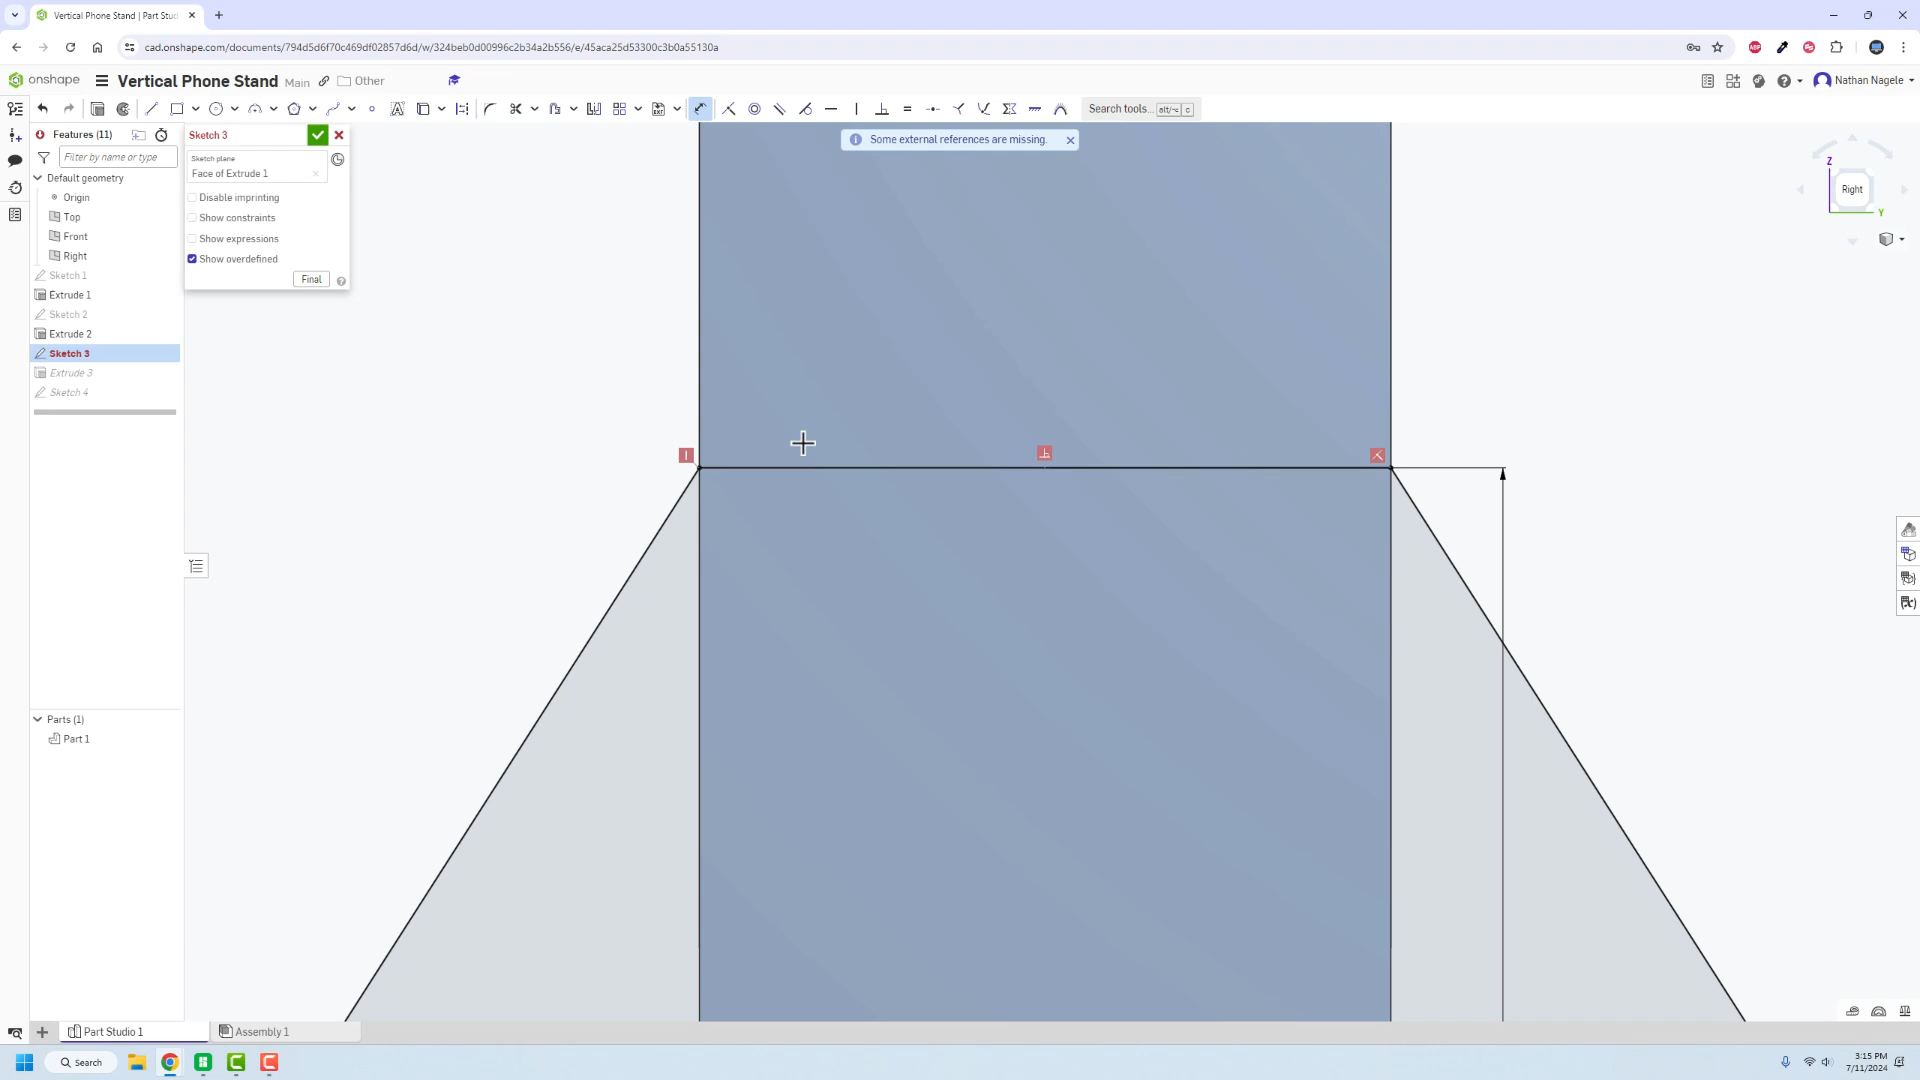 Vertical Phone Stand | Part Stud
cad.onshape.com/documents/794d5d6f70c469df02857d6d/w/324beb0d00996c2b34a2b556/e/45aca25d53300c3b0a55130a
ABP
onshape
Vertical Phone Stand
Main
Other
Nathan Nagele
Search tools...
alt/⌥ c
Features (11)
Filter by name or type
Default geometry
Origin
Top
Front
Right
Sketch 1
Extrude 1
Sketch 2
Extrude 2
Sketch 3
Extrude 3
Sketch 4
Parts (1)
Part 1
Sketch 3
Sketch plane
Face of Extrude 1
Disable imprinting
Show constraints
Show expressions
Show overdefined
Final
Some external references are missing.
Z
Right
Y
Part Studio 1
Assembly 1
Search
3:15 PM
7/11/2024